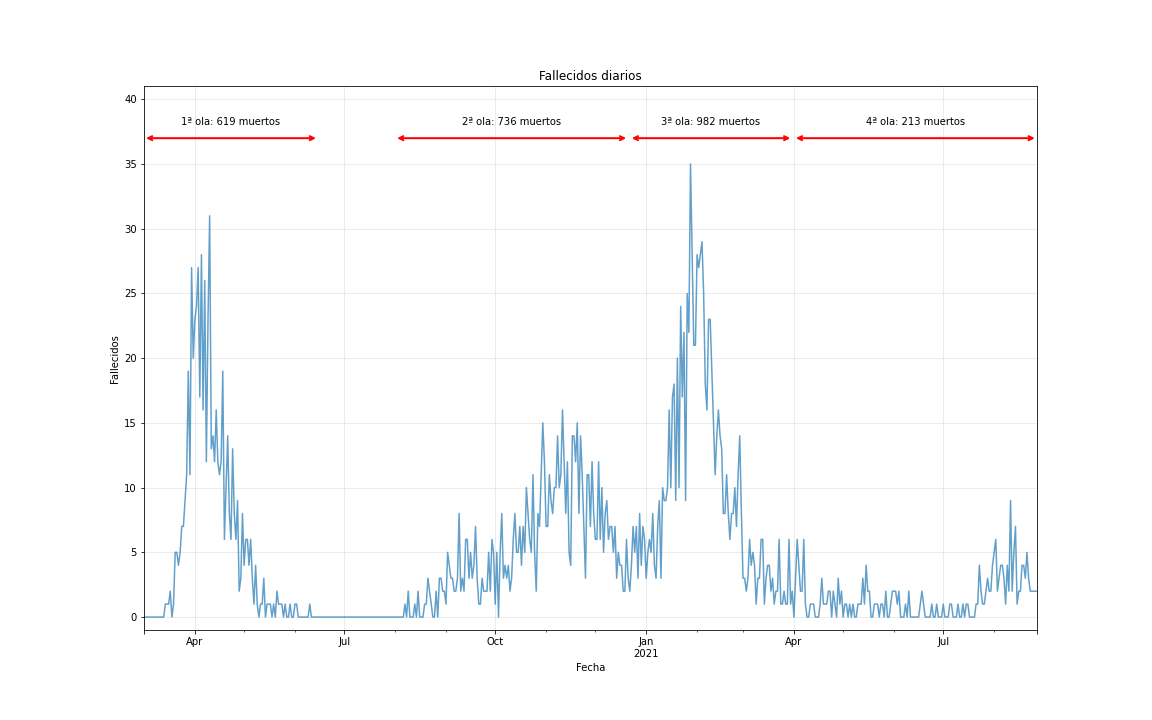 Fallecidos diarios
40
1ª ola: 619 muertos
2ª ola: 736 muertos
3ª ola: 982 muertos
4ª ola: 213 muertos
35
30
25
20
15
10
5
0
Fallecidos
Apr
Jul
Oct
Jan
2021
Apr
Jul
Fecha